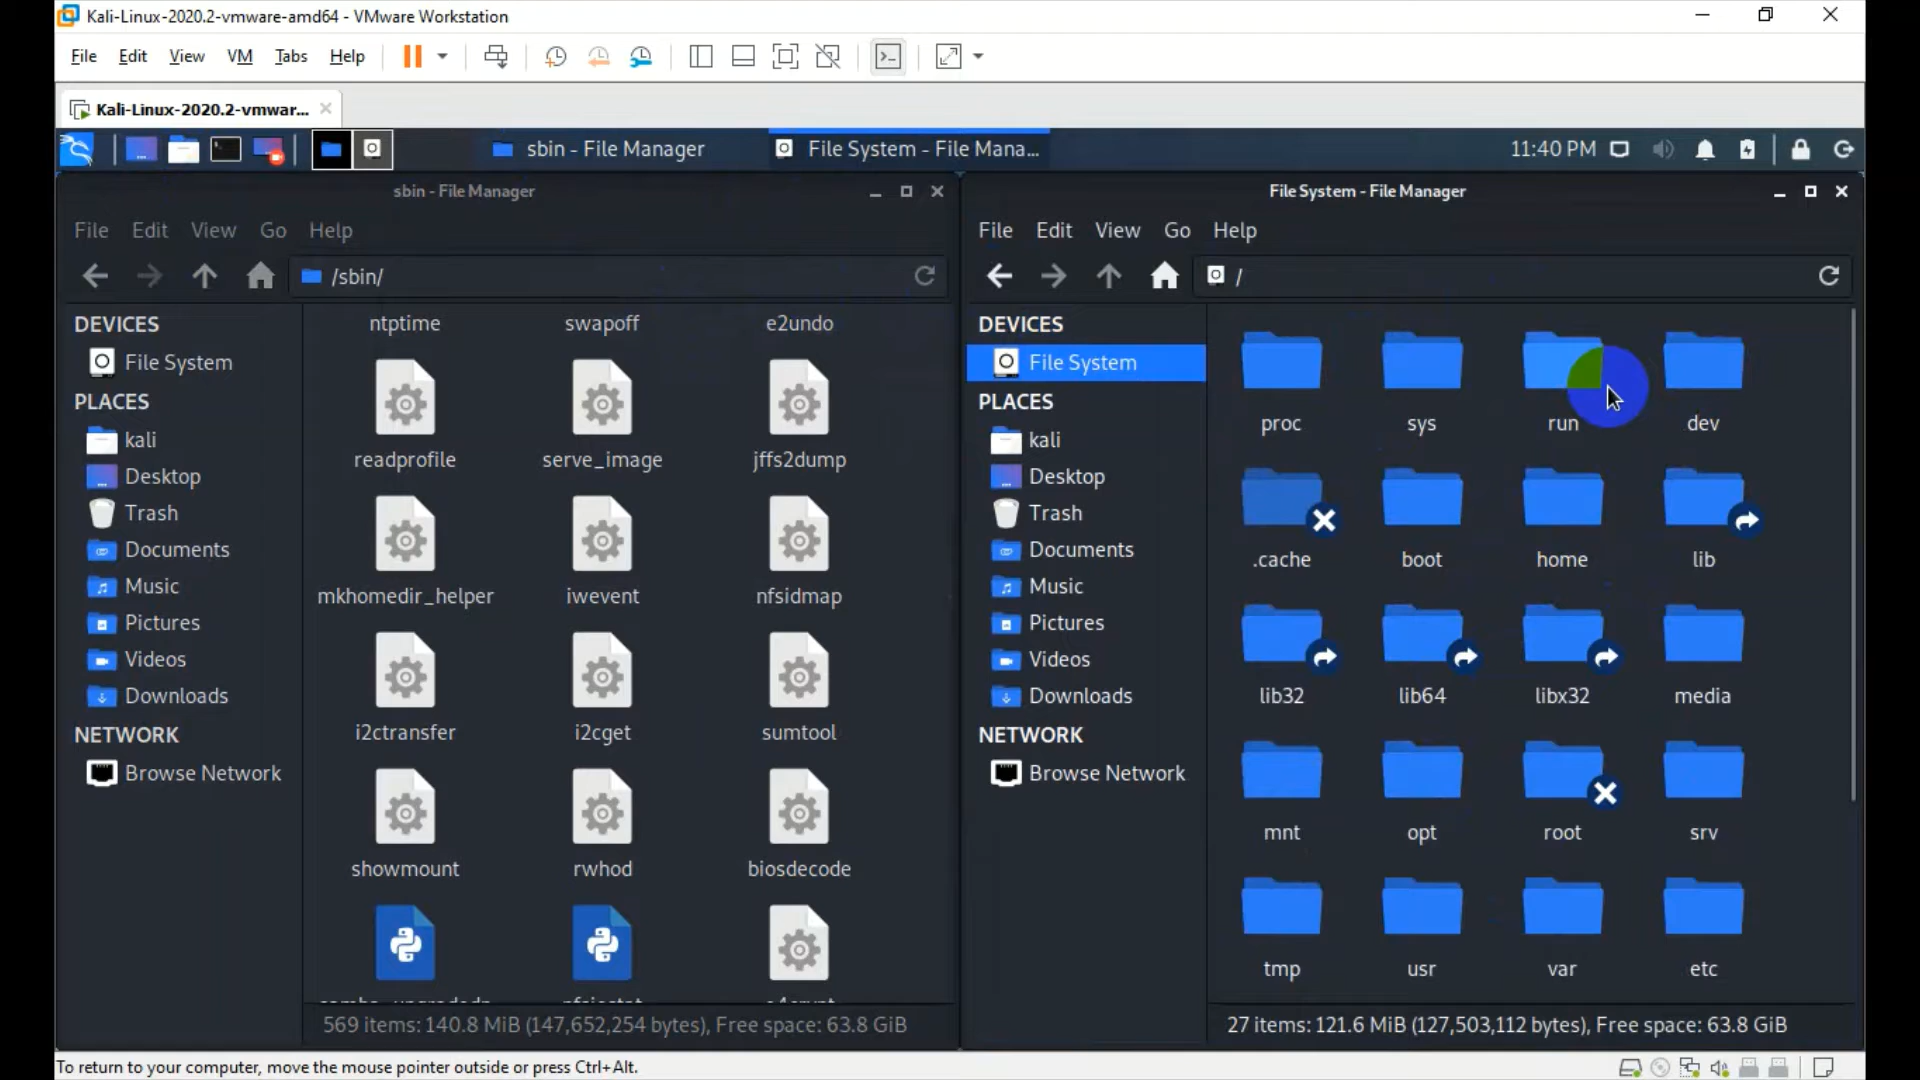 Kali-Linux-2020.2-vmware-amd64 - VMware Workstation
File Edit View VM Tabs Help
Kali-Linux-2020.2-vmwar...
sbin - File Manager
File System - File Mana...
11:40 PM
sbin - File Manager
File Edit View Go Help
/sbin/
DEVICES
File System
PLACES
kali
Desktop
Trash
Documents
Music
Pictures
Videos
Downloads
NETWORK
Browse Network
ntptime swapoff e2undo
readprofile serve_image jffs2dump
mkhomedir_helper iwevent nfsidmap
i2ctransfer i2cget sumtool
showmount rwhod biosdecode
569 items: 140.8 MiB (147,652,254 bytes), Free space: 63.8 GiB
File System - File Manager
File Edit View Go Help
/
DEVICES
File System
PLACES
kali
Desktop
Trash
Documents
Music
Pictures
Videos
Downloads
NETWORK
Browse Network
proc sys run dev
.cache boot home lib
lib32 lib64 libx32 media
mnt opt root srv
tmp usr var etc
27 items: 121.6 MiB (127,503,112 bytes), Free space: 63.8 GiB
To return to your computer, move the mouse pointer outside or press Ctrl+Alt.